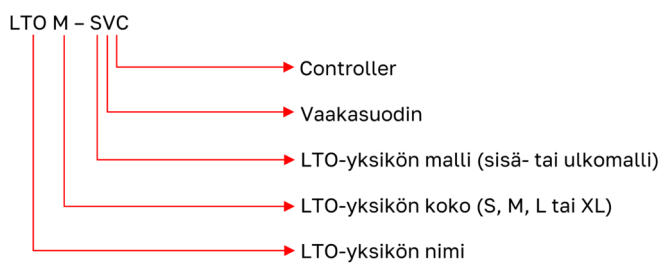 LTO M – SVC
Controller
Vaakasuodin
LTO-yksikön malli (sisä- tai ulkomalli)
LTO-yksikön koko (S, M, L tai XL)
LTO-yksikön nimi